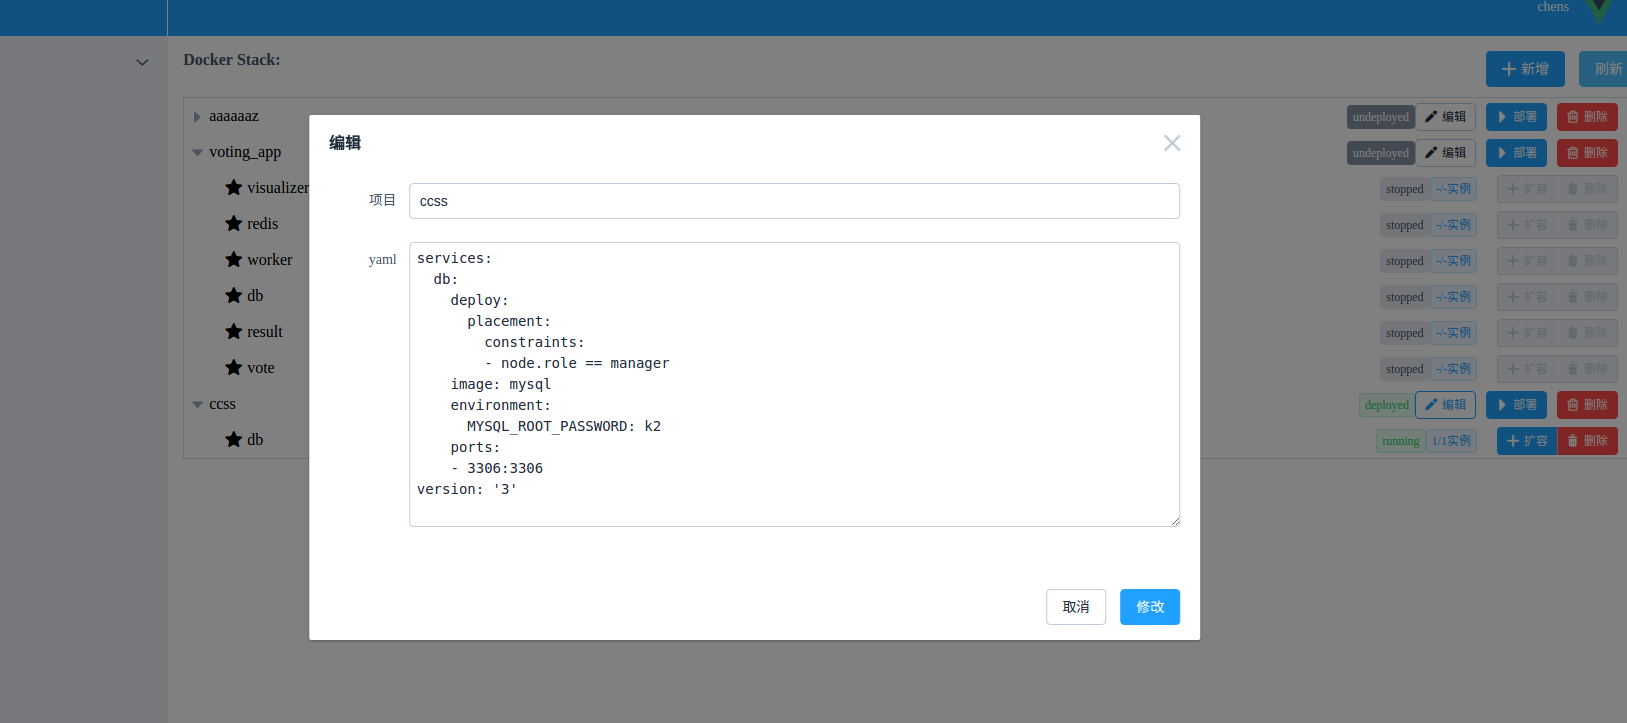 chens
Docker Stack:
新增
刷新
aaaaaaz
undeployed 编辑 部署 删除
voting_app
undeployed 编辑 部署 删除
visualizer
stopped -/-实例 扩容 删除
redis
stopped -/-实例 扩容 删除
worker
stopped -/-实例 扩容 删除
db
stopped -/-实例 扩容 删除
result
stopped -/-实例 扩容 删除
vote
stopped -/-实例 扩容 删除
ccss
deployed 编辑 部署 删除
db
running 1/1实例 扩容 删除
编辑
项目 ccss
yaml
services:
  db:
    deploy:
      placement:
        constraints:
        - node.role == manager
    image: mysql
    environment:
      MYSQL_ROOT_PASSWORD: k2
    ports:
    - 3306:3306
version: '3'
取消
修改